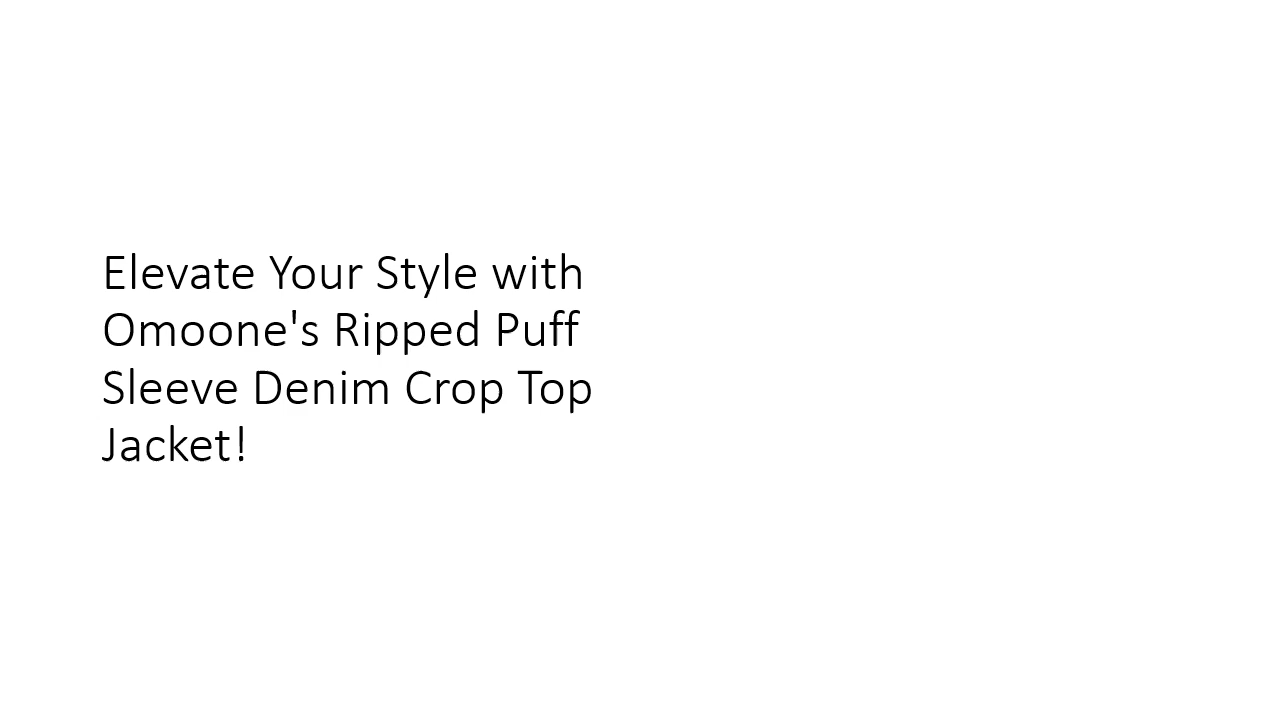 Elevate Your Style with
Omoone's Ripped Puff
Sleeve Denim Crop Top
Jacket!